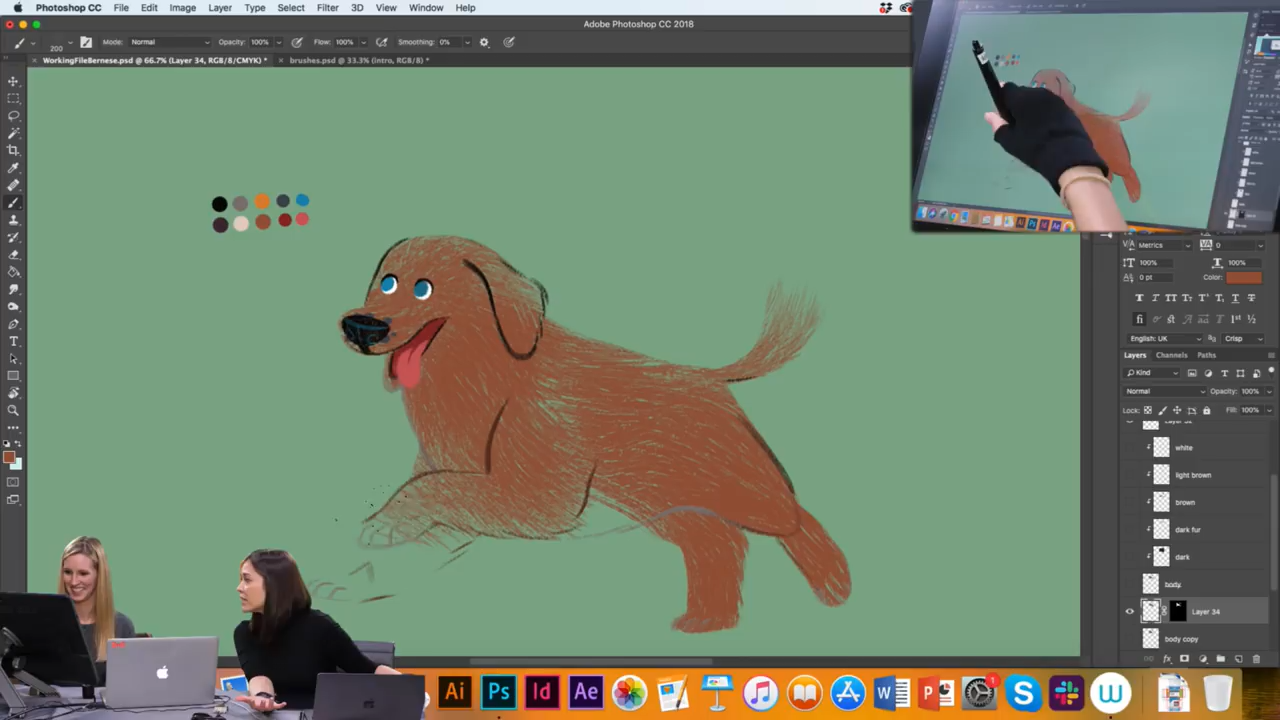 Photoshop CC File Edit Image Layer Type Select Filter 3D View Window Help
Adobe Photoshop CC 2018
200 Mode: Normal Opacity: 100% Flow: 100% Smoothing: 0%
WorkingFileBernese.psd @ 66.7% (Layer 34, RGB/8/CMYK) * brushes.psd @ 33.3% (intro, RGB/8) *
Metrics 0
100% 100%
0 pt Color:
English: UK Crisp
Layers Channels Paths
Kind
Normal Opacity: 100%
Lock: Fill: 100%
white
light brown
brown
dark fur
dark
body
Layer 34
body copy
Ai Ps Id Ae W P S W
1